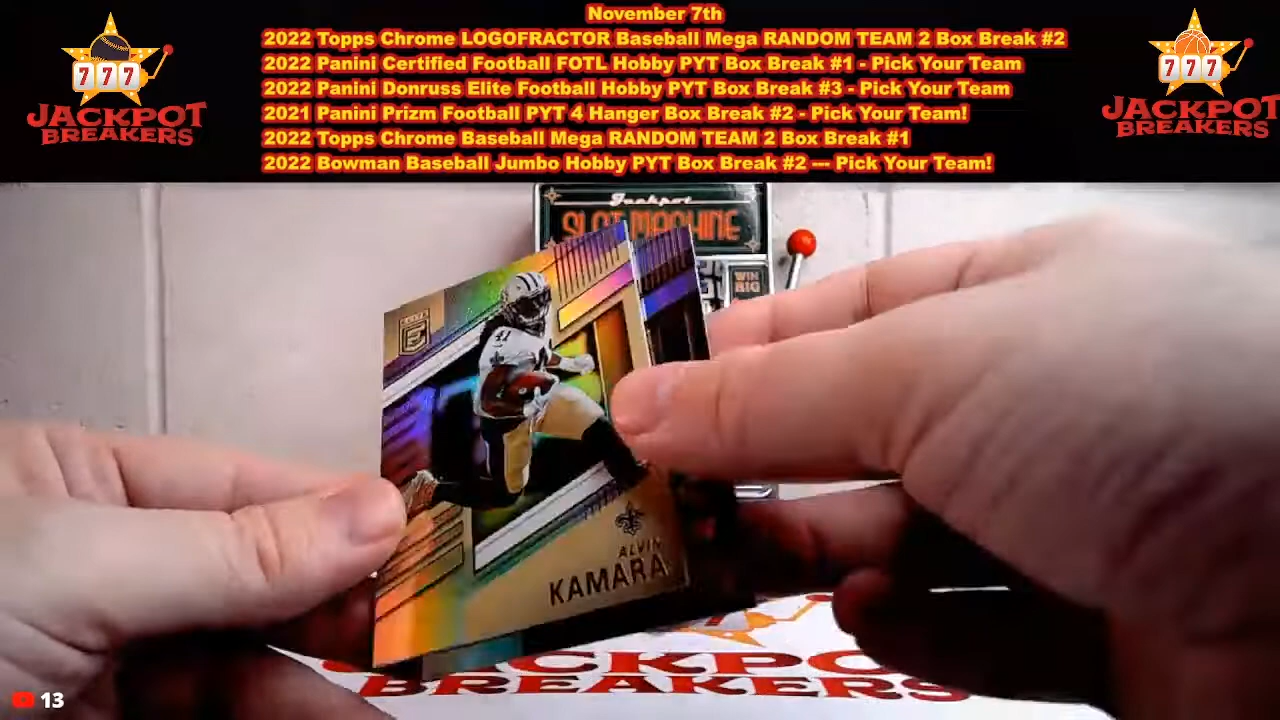 November 7th
2022 Topps Chrome LOGOFRACTOR Baseball Mega RANDOM TEAM 2 Box Break #2
2022 Panini Certified Football FOTL Hobby PYT Box Break #1 - Pick Your Team
2022 Panini Donruss Elite Football Hobby PYT Box Break #3 - Pick Your Team
2021 Panini Prizm Football PYT 4 Hanger Box Break #2 - Pick Your Team!
2022 Topps Chrome Baseball Mega RANDOM TEAM 2 Box Break #1
2022 Bowman Baseball Jumbo Hobby PYT Box Break #2 --- Pick Your Team!
777
JACKPOT
BREAKERS
777
JACKPOT
BREAKERS
Jackpot
SLOT MACHINE
WIN
BIG
ELITE
E
41
ALVIN
KAMARA
JACKPO
BREAKERS
13